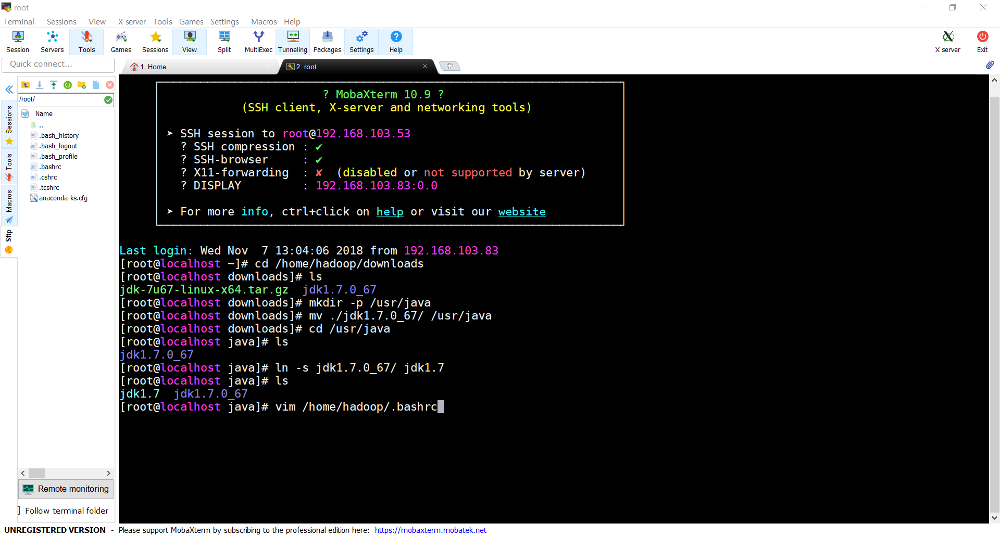 root
Terminal Sessions View X server Tools Games Settings Macros Help
Session Servers Tools Games Sessions View Split MultiExec Tunneling Packages Settings Help X server Exit
Quick connect...
1. Home
2. root
/root/
Name
..
.bash_history
.bash_logout
.bash_profile
.bashrc
.cshrc
.tcshrc
anaconda-ks.cfg
Sessions
Tools
Macros
Sftp
? MobaXterm 10.9 ?
(SSH client, X-server and networking tools)
➤ SSH session to root@192.168.103.53
? SSH compression : ✔
? SSH-browser : ✔
? X11-forwarding : ✘ (disabled or not supported by server)
? DISPLAY : 192.168.103.83:0.0
➤ For more info, ctrl+click on help or visit our website
Last login: Wed Nov  7 13:04:06 2018 from 192.168.103.83
[root@localhost ~]# cd /home/hadoop/downloads
[root@localhost downloads]# ls
jdk-7u67-linux-x64.tar.gz  jdk1.7.0_67
[root@localhost downloads]# mkdir -p /usr/java
[root@localhost downloads]# mv ./jdk1.7.0_67/ /usr/java
[root@localhost downloads]# cd /usr/java
[root@localhost java]# ls
jdk1.7.0_67
[root@localhost java]# ln -s jdk1.7.0_67/ jdk1.7
[root@localhost java]# ls
jdk1.7  jdk1.7.0_67
[root@localhost java]# vim /home/hadoop/.bashrc
Remote monitoring
Follow terminal folder
UNREGISTERED VERSION - Please support MobaXterm by subscribing to the professional edition here: https://mobaxterm.mobatek.net